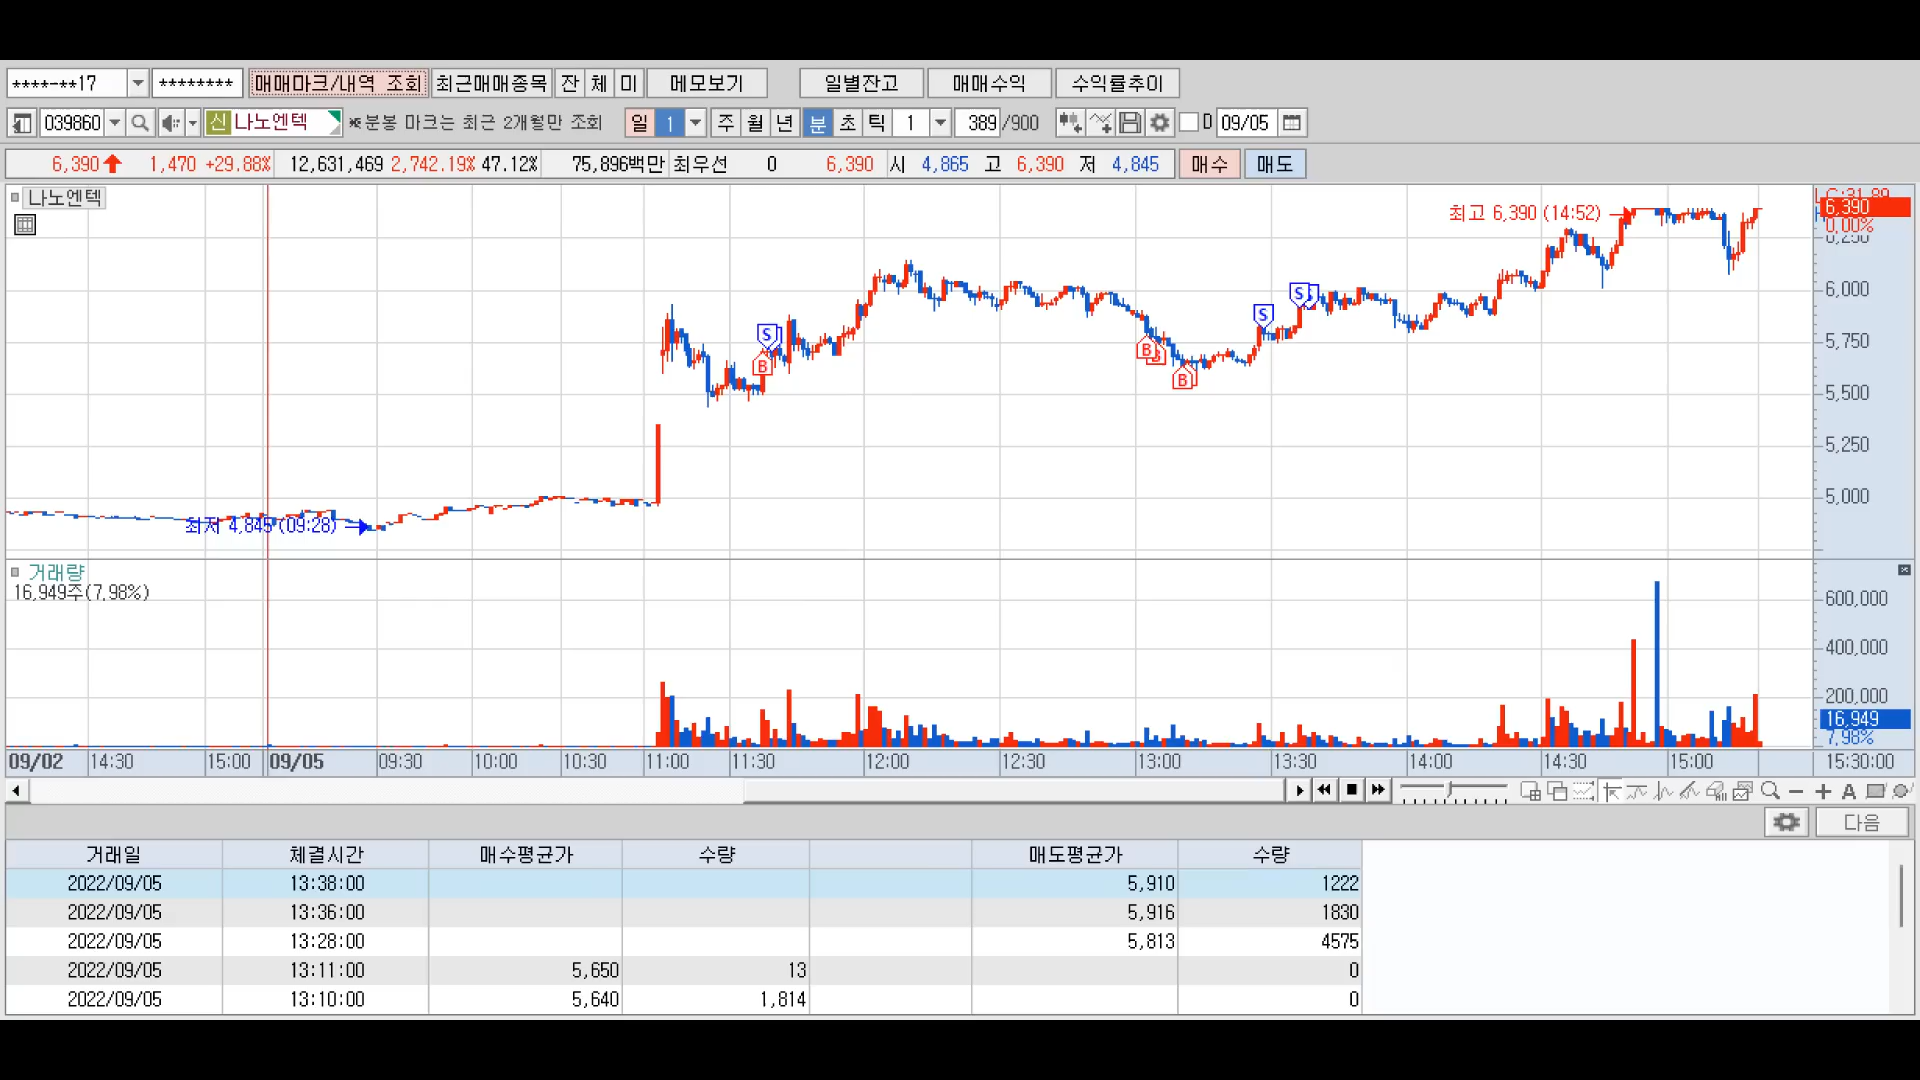 ****-**17 ******** 매매마크/내역 조회 최근매매종목 잔 체 미 메모보기 일별잔고 매매수익 수익률추이
039860 신 나노엔텍 ※분봉 마크는 최근 2개월만 조회 일 1 주 월 년 분 초 틱 1 389/900 D 09/05
6,390 1,470 +29.88% 12,631,469 2,742.19% 47.12% 75,896백만 최우선 0 6,390 시 4,865 고 6,390 저 4,845 매수 매도
나노엔텍
최고 6,390 (14:52)
6,390
0,00%
6,250
6,000
5,750
5,500
5,250
5,000
S
B
B
B
S
S
최저 4,845 (09:28)
거래량
16,949주(7,98%)
600,000
400,000
200,000
16,949
7,98%
09/02 14:30 15:00 09/05 09:30 10:00 10:30 11:00 11:30 12:00 12:30 13:00 13:30 14:00 14:30 15:00 15:30:00
다음
거래일 체결시간 매수평균가 수량 매도평균가 수량
2022/09/05 13:38:00 5,910 1222
2022/09/05 13:36:00 5,916 1830
2022/09/05 13:28:00 5,813 4575
2022/09/05 13:11:00 5,650 13 0
2022/09/05 13:10:00 5,640 1,814 0